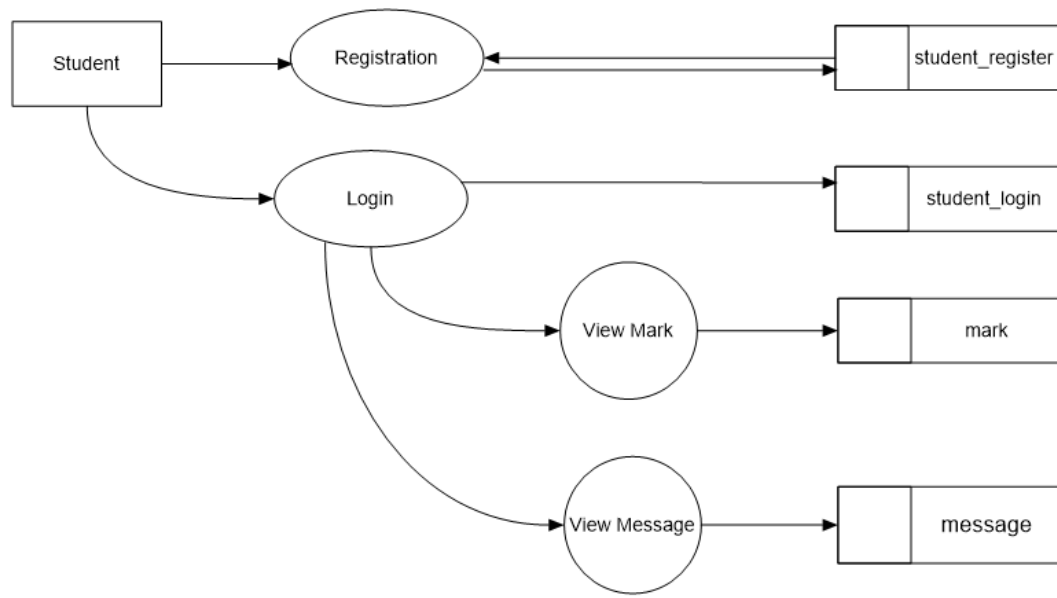 Student
Registration
student_register
Login
student_login
View Mark
mark
View Message
message